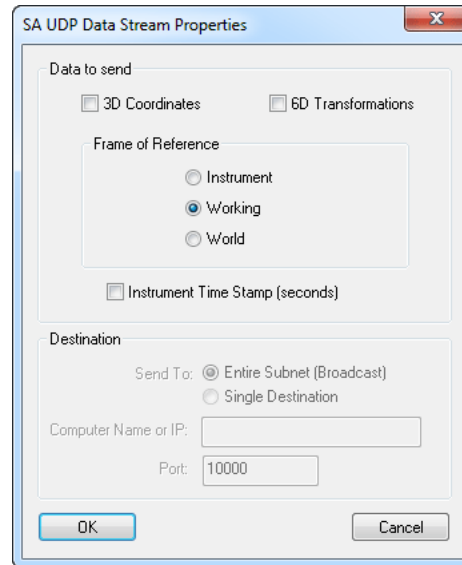 SA UDP Data Stream Properties
Data to send
3D Coordinates
6D Transformations
Frame of Reference
Instrument
Working
World
Instrument Time Stamp (seconds)
Destination
Send To: Entire Subnet (Broadcast)
Single Destination
Computer Name or IP:
Port: 10000
OK
Cancel